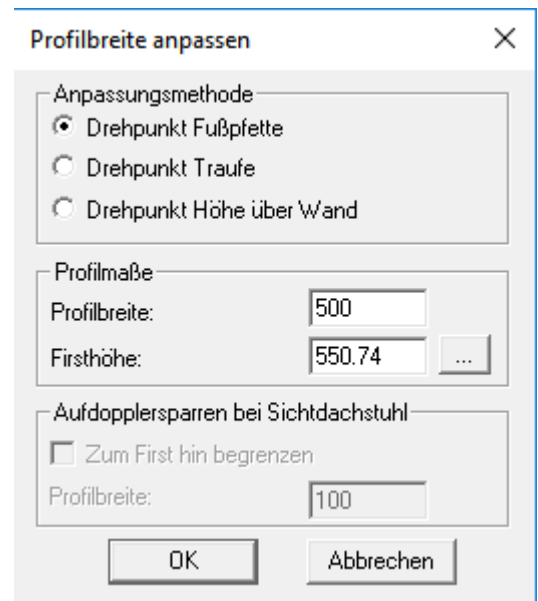 Profilbreite anpassen
Anpassungsmethode
Drehpunkt Fußpfette
Drehpunkt Traufe
Drehpunkt Höhe über Wand
Profilmaße
Profilbreite: 500
Firsthöhe: 550.74 ...
Aufdopplersparren bei Sichtdachstuhl
Zum First hin begrenzen
Profilbreite: 100
OK Abbrechen